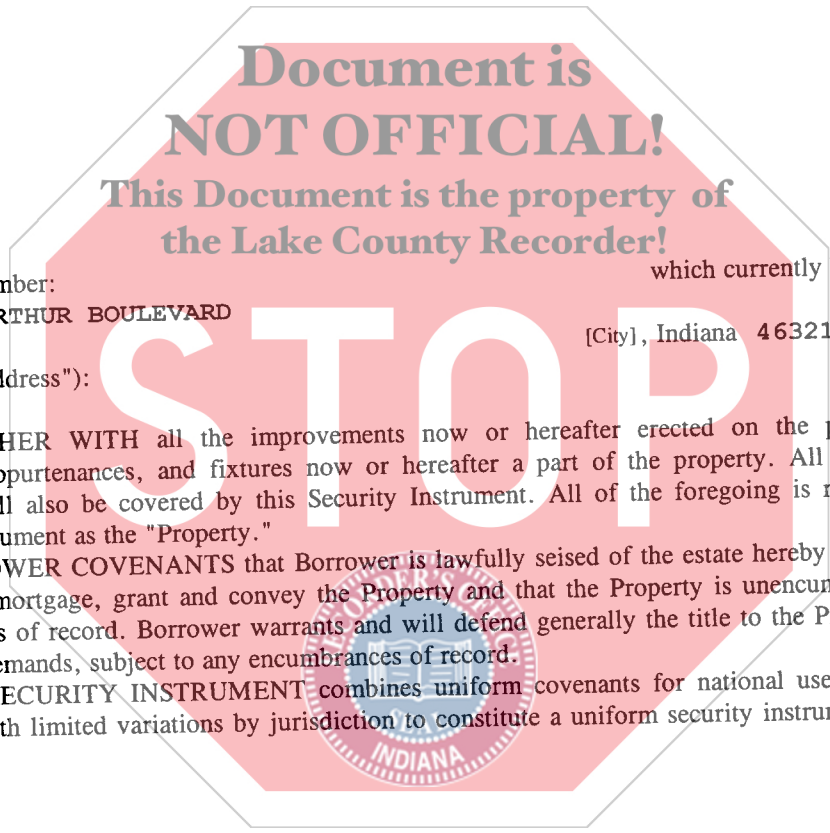 Document is
NOT OFFICIAL!
This Document is the property of
the Lake County Recorder!
mber:
which currently
RTHUR BOULEVARD
[City], Indiana 46321
ddress"):
STOP
HER WITH all the improvements now or hereafter erected on the p
ppurtenances, and fixtures now or hereafter a part of the property. All
ll also be covered by this Security Instrument. All of the foregoing is r
ument as the "Property."
OWER COVENANTS that Borrower is lawfully seised of the estate hereby
mortgage, grant and convey the Property and that the Property is unencum
s of record. Borrower warrants and will defend generally the title to the P
emands, subject to any encumbrances of record.
ECURITY INSTRUMENT combines uniform covenants for national use
th limited variations by jurisdiction to constitute a uniform security instrum
SEAL
INDIANA